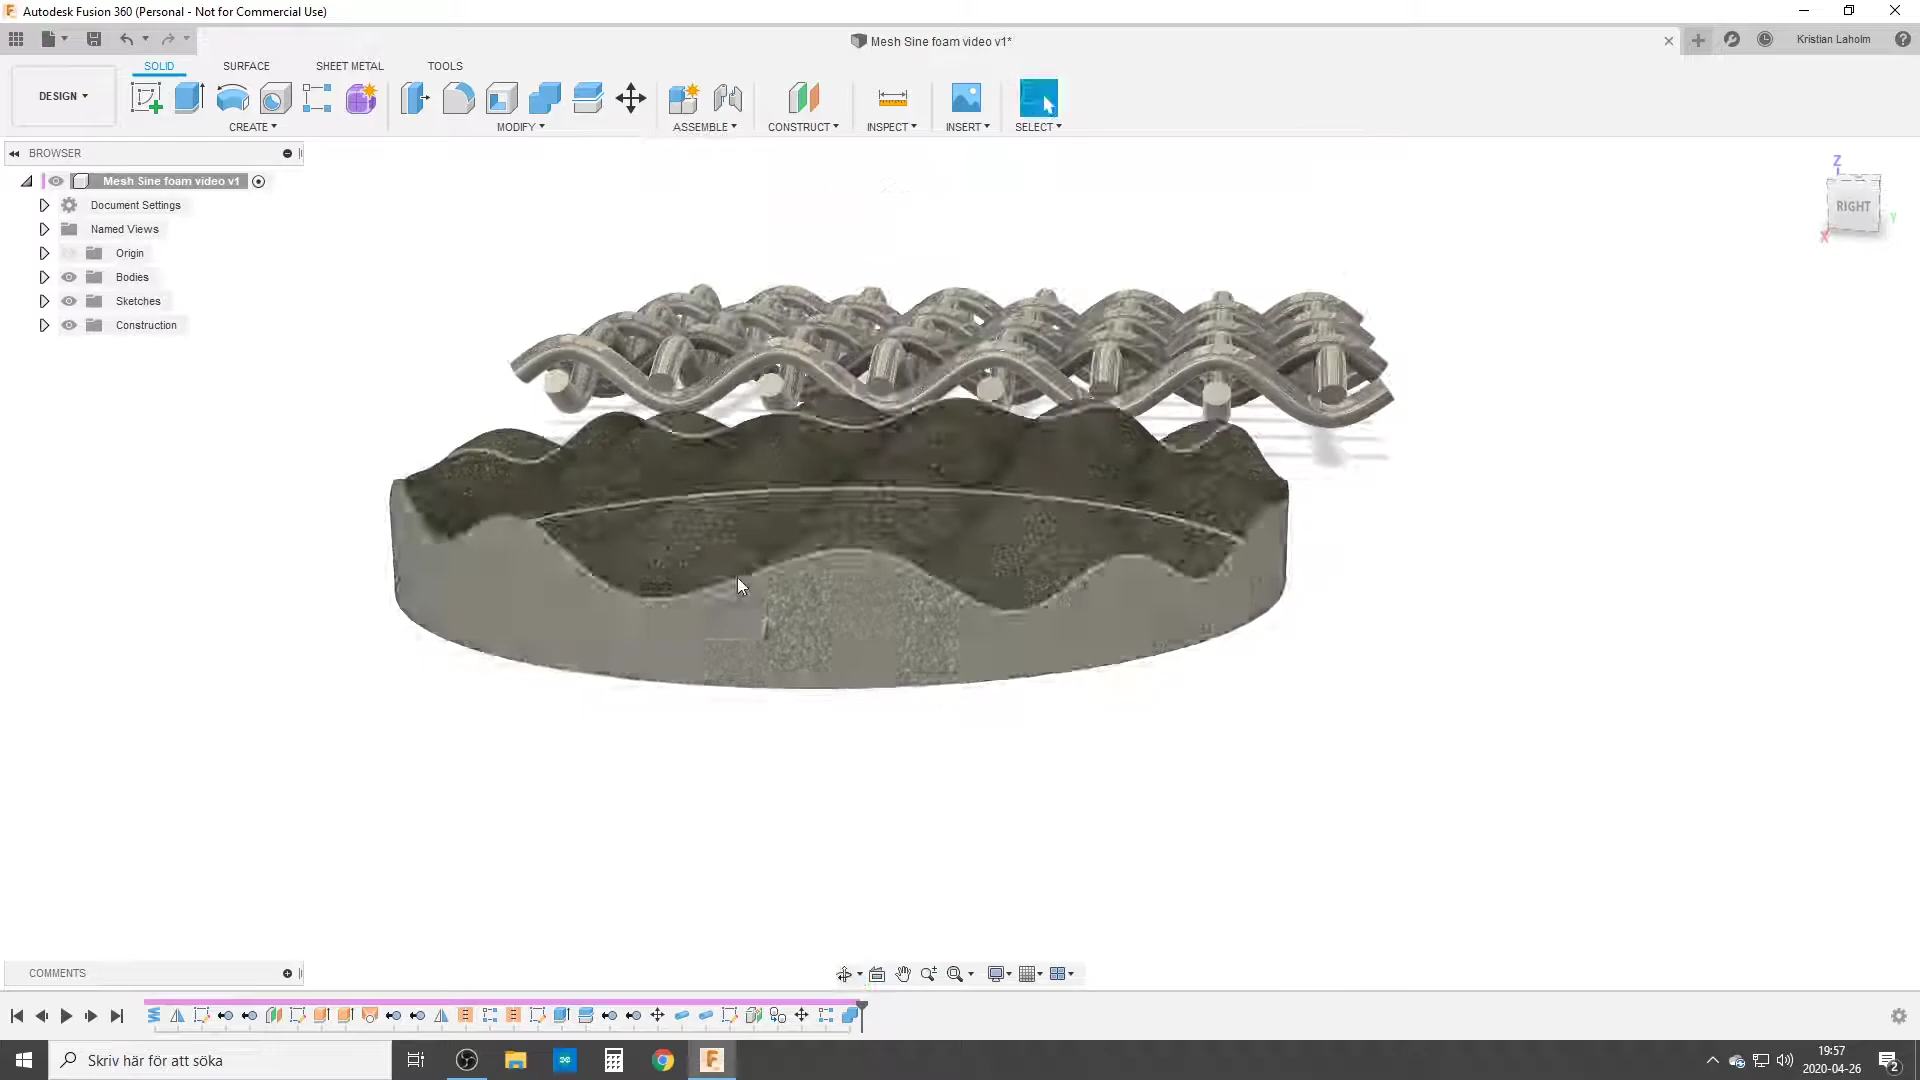 Autodesk Fusion 360 (Personal - Not for Commercial Use)
Mesh Sine foam video v1*
Kristian Laholm
DESIGN
SOLID SURFACE SHEET METAL TOOLS
CREATE MODIFY ASSEMBLE CONSTRUCT INSPECT INSERT SELECT
BROWSER
Mesh Sine foam video v1
Document Settings
Named Views
Origin
Bodies
Sketches
Construction
Z
RIGHT
Y
X
COMMENTS
Skriv här för att söka
19:57
2020-04-26
2